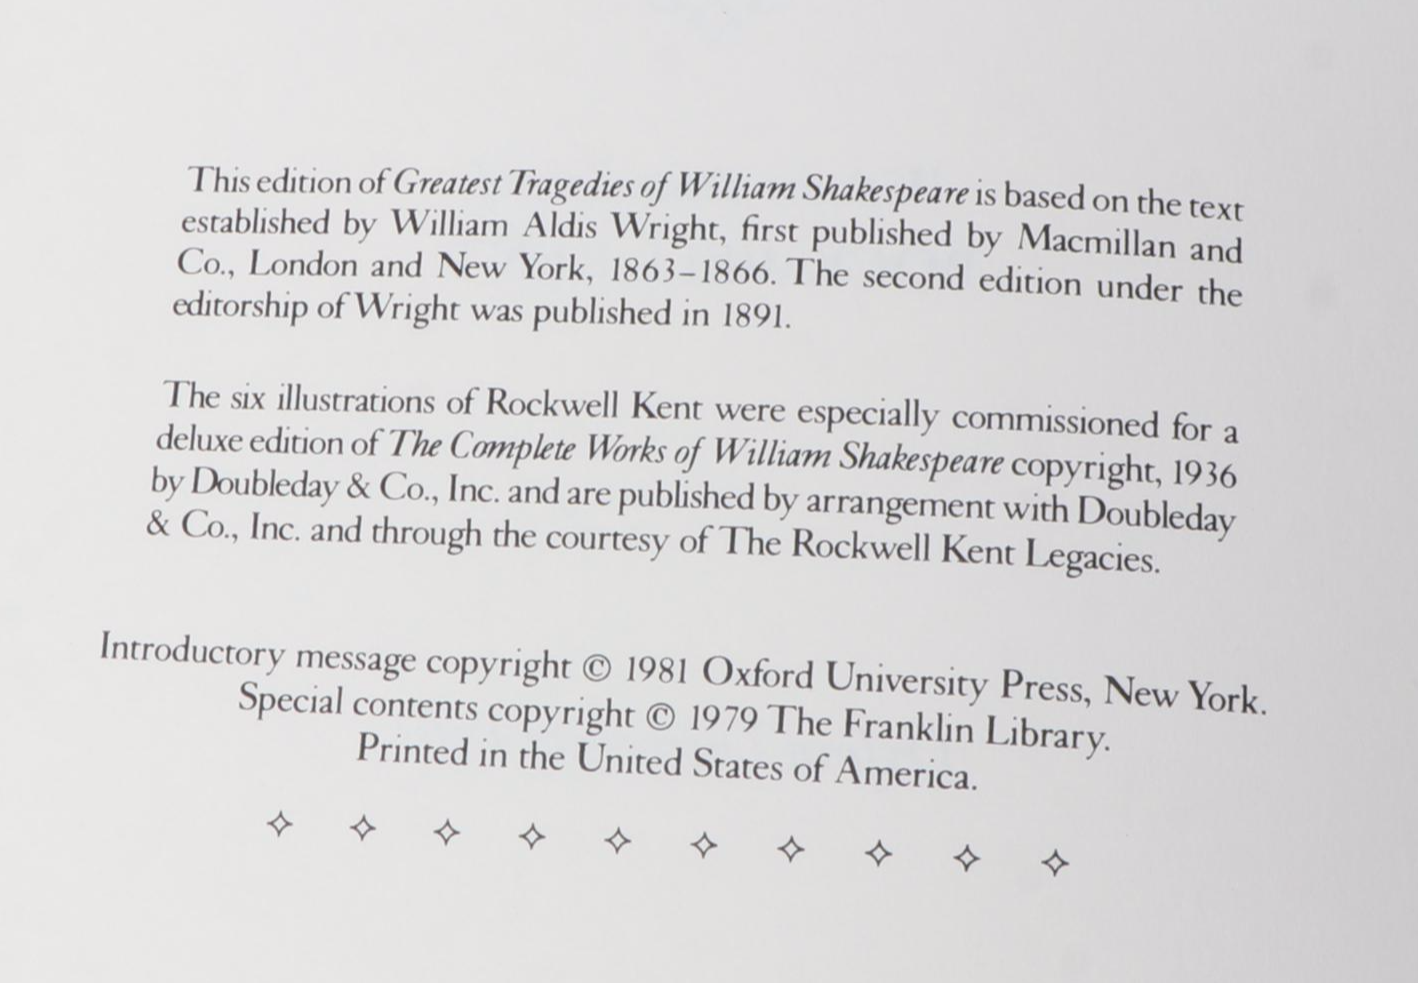 This edition of Greatest Tragedies of William Shakespeare is based on the text
established by William Aldis Wright, first published by Macmillan and
Co., London and New York, 1863–1866. The second edition under the
editorship of Wright was published in 1891.
The six illustrations of Rockwell Kent were especially commissioned for a
deluxe edition of The Complete Works of William Shakespeare copyright, 1936
by Doubleday & Co., Inc. and are published by arrangement with Doubleday
& Co., Inc. and through the courtesy of The Rockwell Kent Legacies.
Introductory message copyright © 1981 Oxford University Press, New York.
Special contents copyright © 1979 The Franklin Library.
Printed in the United States of America.